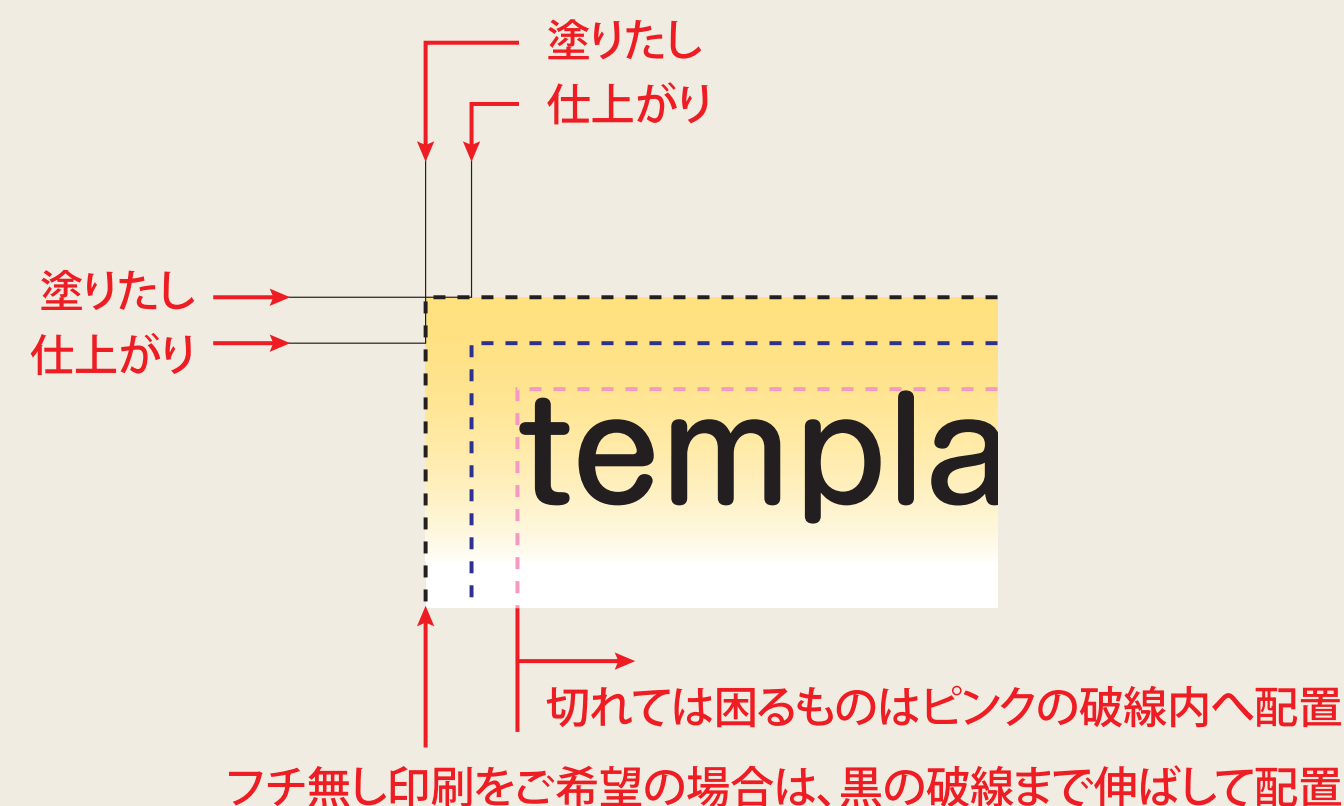 塗りたし
仕上がり
塗りたし
仕上がり
templa
切れては困るものはピンクの破線内へ配置
フチ無し印刷をご希望の場合は、黒の破線まで伸ばして配置